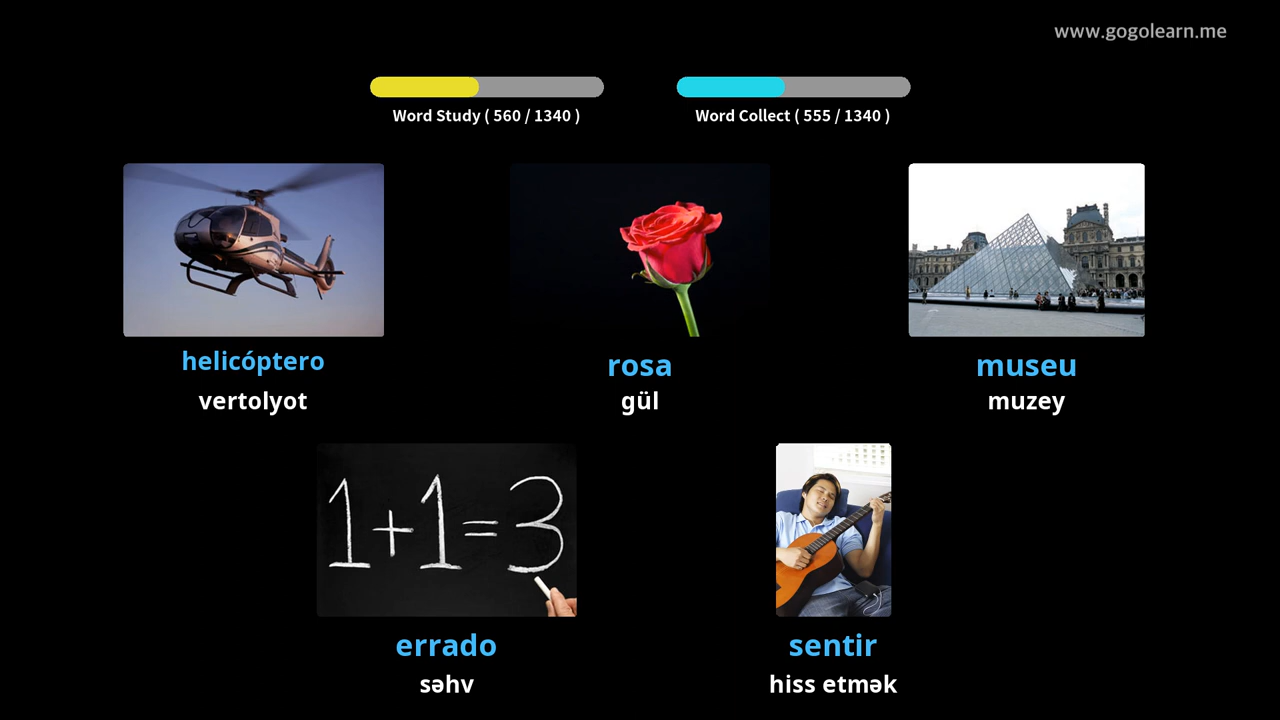 www.gogolearn.me
Word Study ( 560 / 1340 )
Word Collect ( 555 / 1340 )
helicóptero
vertolyot
rosa
gül
museu
muzey
1+1=3
errado
səhv
sentir
hiss etmək